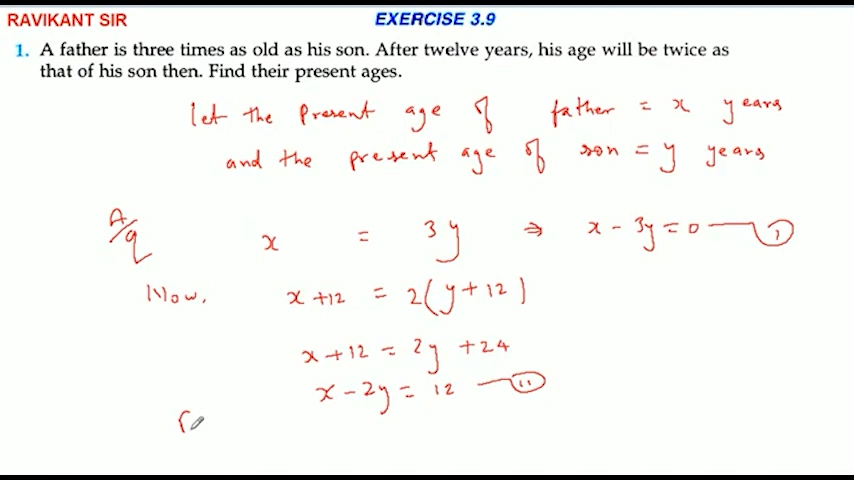 RAVIKANT SIR
EXERCISE 3.9
1. A father is three times as old as his son. After twelve years, his age will be twice as
that of his son then. Find their present ages.
let the Present age of father = x years
and the present age of son = y years
A/q x = 3y ⇒ x - 3y = 0 — (1)
Now, x + 12 = 2(y + 12)
x + 12 = 2y + 24
x - 2y = 12 — (11)